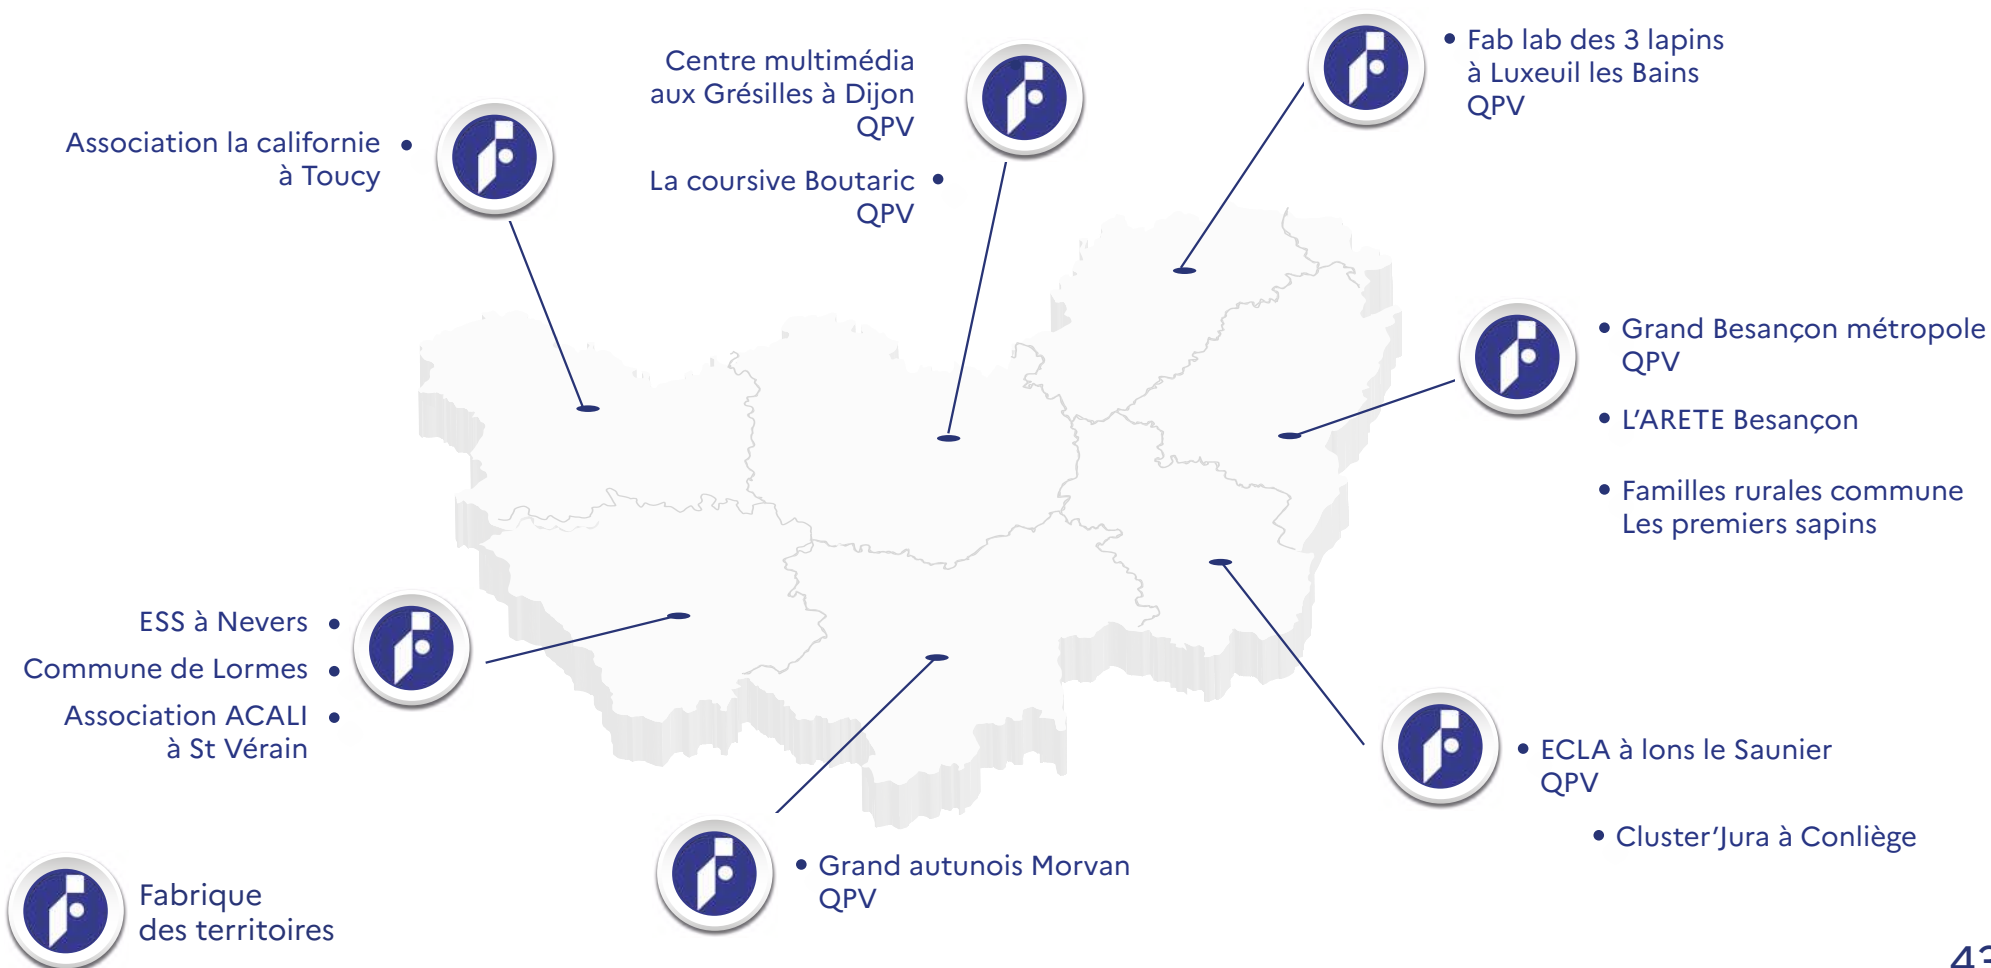 Centre multimédia
aux Grésilles à Dijon
QPV
La coursive Boutaric
QPV
Fab lab des 3 lapins
à Luxeuil les Bains
QPV
Association la californie
à Toucy
Grand Besançon métropole
QPV
L'ARETE Besançon
Familles rurales commune
Les premiers sapins
ESS à Nevers
Commune de Lormes
Association ACALI
à St Vérain
ECLA à lons le Saunier
QPV
Cluster'Jura à Conliège
Grand autunois Morvan
QPV
Fabrique
des territoires